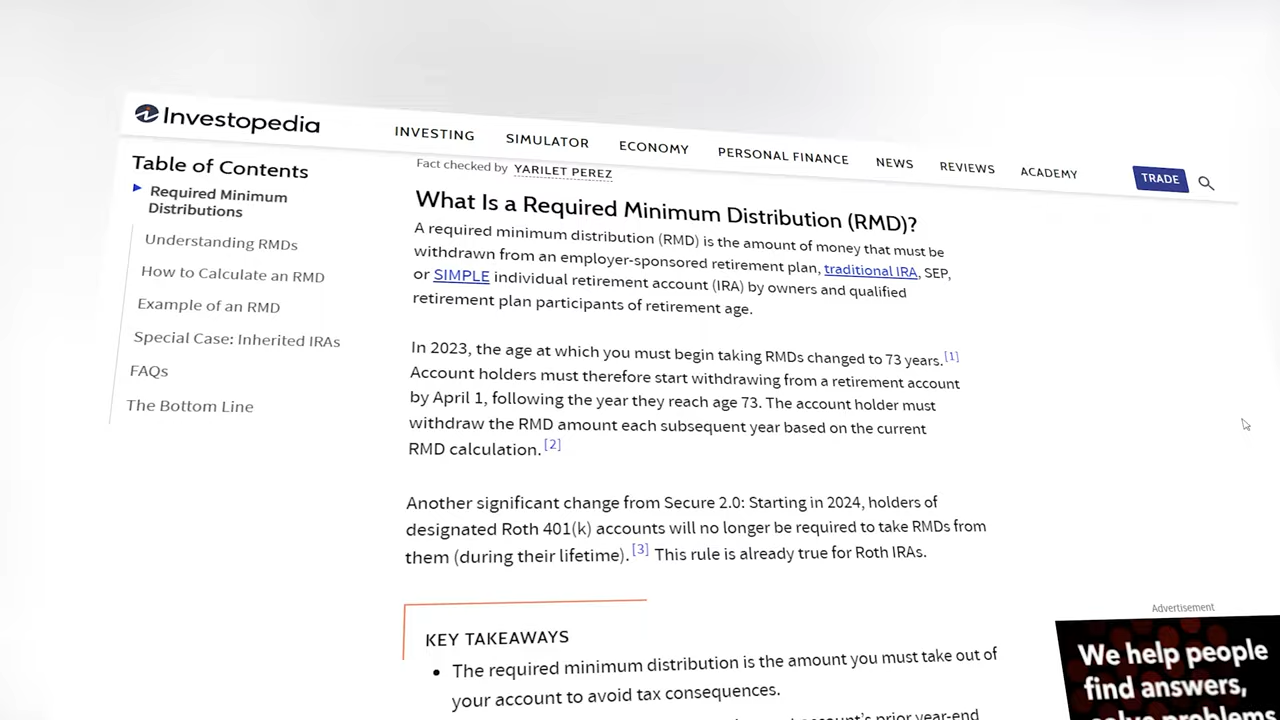 Investopedia
INVESTING SIMULATOR ECONOMY PERSONAL FINANCE NEWS REVIEWS ACADEMY TRADE
Table of Contents
Required Minimum
Distributions
Understanding RMDs
How to Calculate an RMD
Example of an RMD
Special Case: Inherited IRAs
FAQs
The Bottom Line
Fact checked by YARILET PEREZ
What Is a Required Minimum Distribution (RMD)?
A required minimum distribution (RMD) is the amount of money that must be
withdrawn from an employer-sponsored retirement plan, traditional IRA, SEP,
or SIMPLE individual retirement account (IRA) by owners and qualified
retirement plan participants of retirement age.
In 2023, the age at which you must begin taking RMDs changed to 73 years.[1]
Account holders must therefore start withdrawing from a retirement account
by April 1, following the year they reach age 73. The account holder must
withdraw the RMD amount each subsequent year based on the current
RMD calculation.[2]
Another significant change from Secure 2.0: Starting in 2024, holders of
designated Roth 401(k) accounts will no longer be required to take RMDs from
them (during their lifetime).[3] This rule is already true for Roth IRAs.
KEY TAKEAWAYS
• The required minimum distribution is the amount you must take out of
your account to avoid tax consequences.
account's prior year-end
Advertisement
We help people
find answers,
solve problems